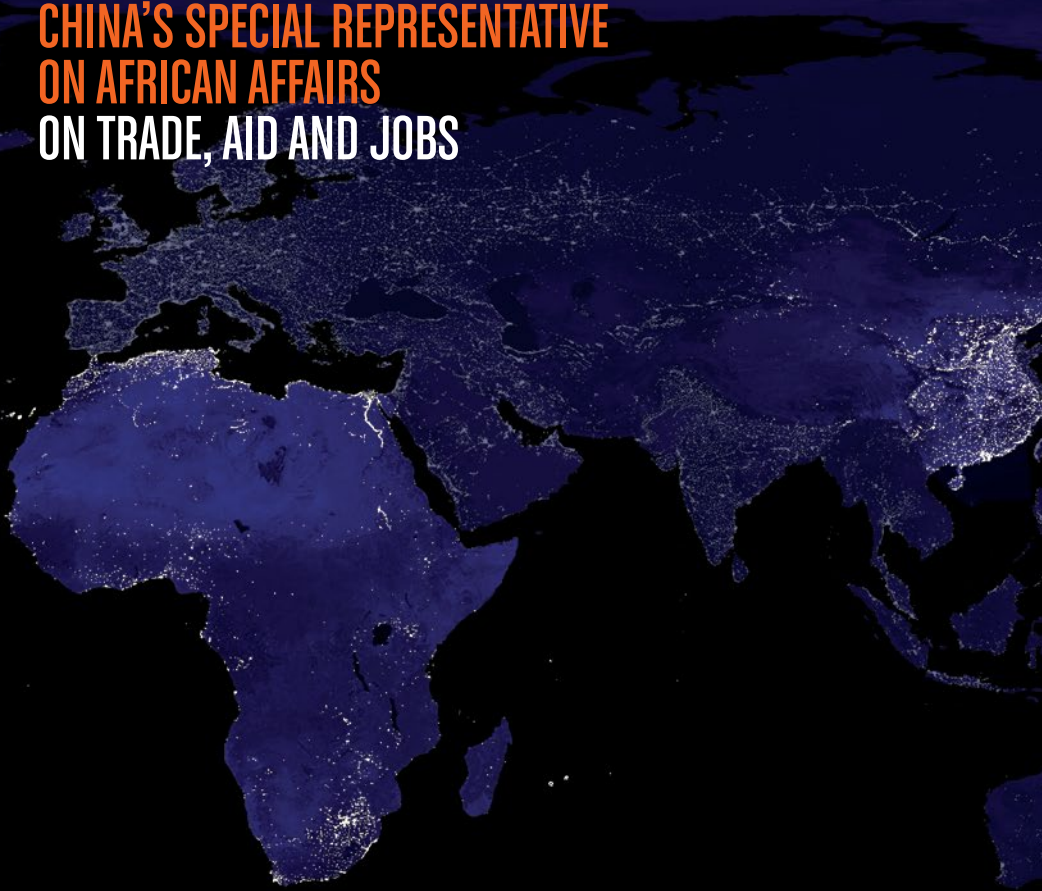 CHINA’S SPECIAL REPRESENTATIVE
ON AFRICAN AFFAIRS
ON TRADE, AID AND JOBS